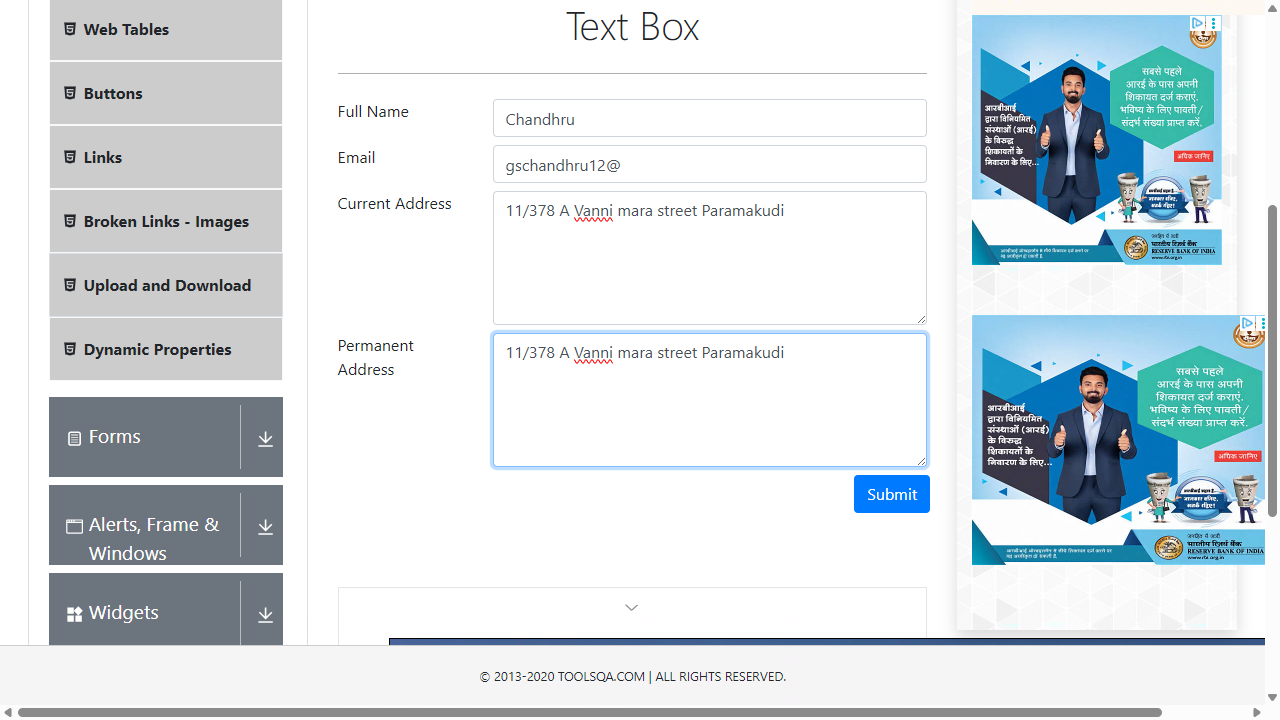 Web Tables
Buttons
Links
Broken Links - Images
Upload and Download
Dynamic Properties
Forms
Alerts, Frame &
Windows
Widgets
Text Box
Full Name
Chandhru
Email
gschandhru12@
Current Address
11/378 A Vanni mara street Paramakudi
Permanent
Address
11/378 A Vanni mara street Paramakudi
Submit
सबसे पहले
आरई के पास अपनी
शिकायत दर्ज कराएं.
भविष्य के लिए पावती/
संदर्भ संख्या प्राप्त करें.
आरबीआई
द्वारा विनियमित
संस्थाओं (आरई)
के विरुद्ध
शिकायतों के
निवारण के लिए...
अधिक जानिए
भारतीय रिज़र्व बैंक
RESERVE BANK OF INDIA
www.rbi.org.in
सबसे पहले
आरई के पास अपनी
शिकायत दर्ज कराएं.
भविष्य के लिए पावती/
संदर्भ संख्या प्राप्त करें.
आरबीआई
द्वारा विनियमित
संस्थाओं (आरई)
के विरुद्ध
शिकायतों के
निवारण के लिए...
अधिक जानिए
भारतीय रिज़र्व बैंक
RESERVE BANK OF INDIA
www.rbi.org.in
© 2013-2020 TOOLSQA.COM | ALL RIGHTS RESERVED.